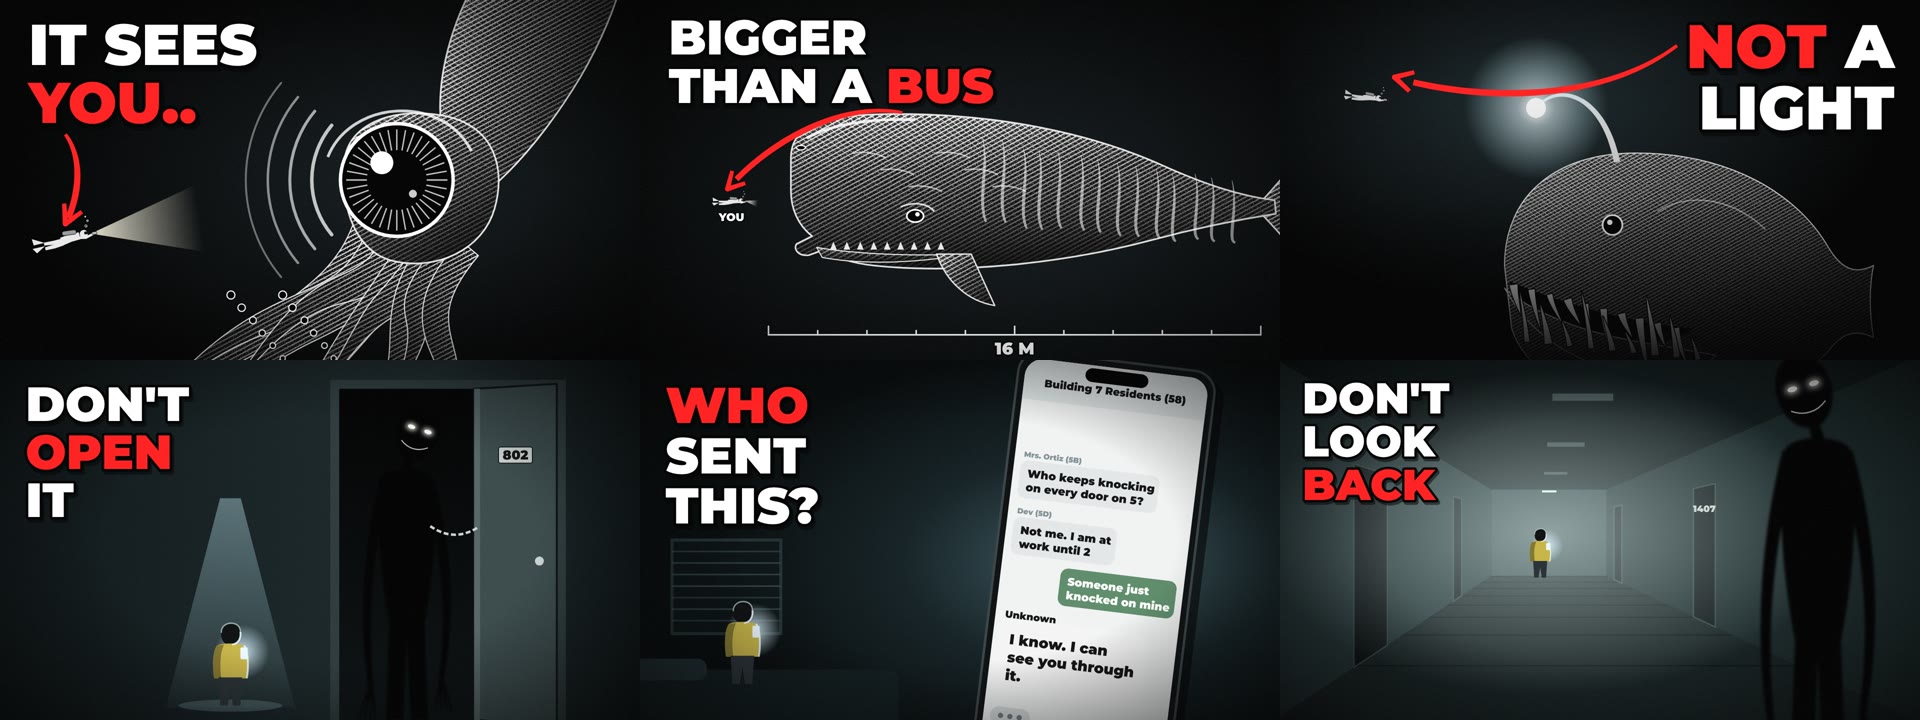 IT SEES
YOU..
BIGGER
THAN A BUS
YOU
16 M
NOT A
LIGHT
DON'T
OPEN
IT
802
WHO
SENT
THIS?
Building 7 Residents (58)
Mrs. Ortiz (5B)
Who keeps knocking
on every door on 5?
Dev (5D)
Not me. I am at
work until 2
Someone just
knocked on mine
Unknown
I know. I can
see you through
it.
DON'T
LOOK
BACK
1407